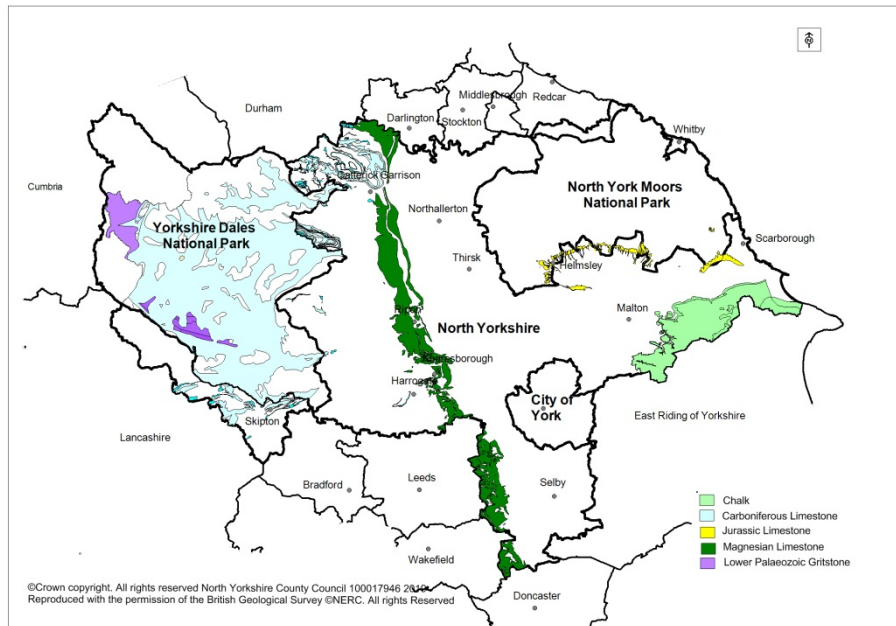 N
Durham
Middlesbrough
Redcar
Darlington
Stockton
Whitby
Cumbria
Catterick Garrison
North York Moors
National Park
Yorkshire Dales
National Park
Northallerton
Scarborough
Thirsk
Helmsley
Ripon
North Yorkshire
Malton
Knaresborough
Harrogate
City of
York
East Riding of Yorkshire
Lancashire
Skipton
Bradford
Leeds
Selby
Wakefield
Doncaster
Chalk
Carboniferous Limestone
Jurassic Limestone
Magnesian Limestone
Lower Palaeozoic Gritstone
©Crown copyright. All rights reserved North Yorkshire County Council 100017946
Reproduced with the permission of the British Geological Survey ©NERC. All rights Reserved